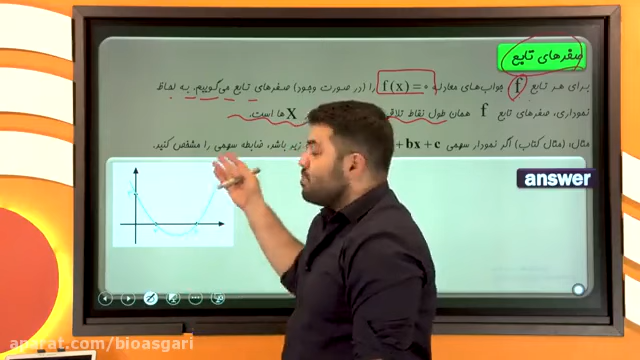 صفرهای تابع
برای هر تابع f جواب‌های معادله f(x)=۰ را (در صورت وجود) صفرهای تابع می‌گوییم. به لحاظ
نموداری، صفرهای تابع f همان طول نقاط تلاقی x ها است.
مثال: (مثال کتاب) اگر نمودار سهمی + bx + c زیر باشد، ضابطه سهمی را مشخص کنید.
answer
aparat.com/bioasgari